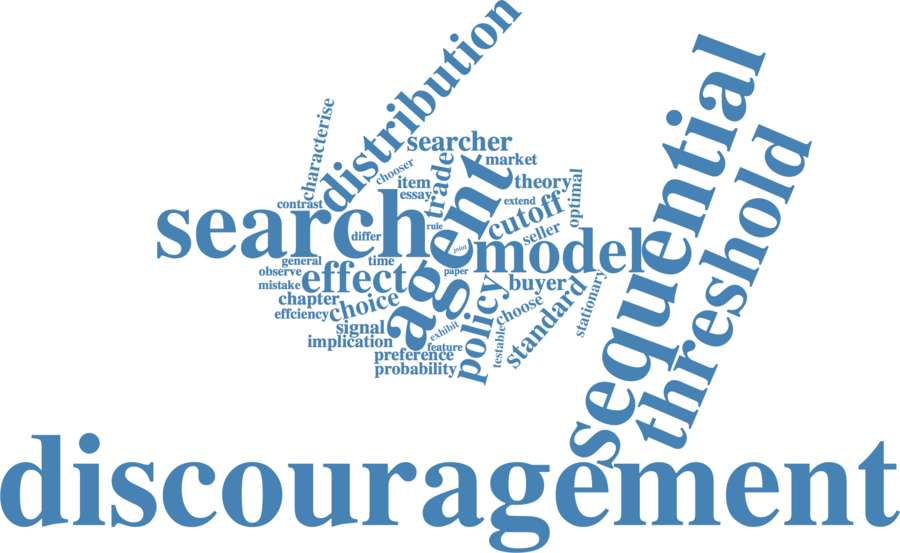 distribution
sequential
characterise
threshold
searcher
market
chooser
trade
item
essay
agent
theory
optimal
contrast
search
extend
cutoff
rule
seller
differ
joint
model
general
time
observe
effect
paper
mistake
buyer
chapter
choice
policy
choose
standard
stationary
effciency
signal
exhibit
testable
implication
feature
preference
probability
discouragement